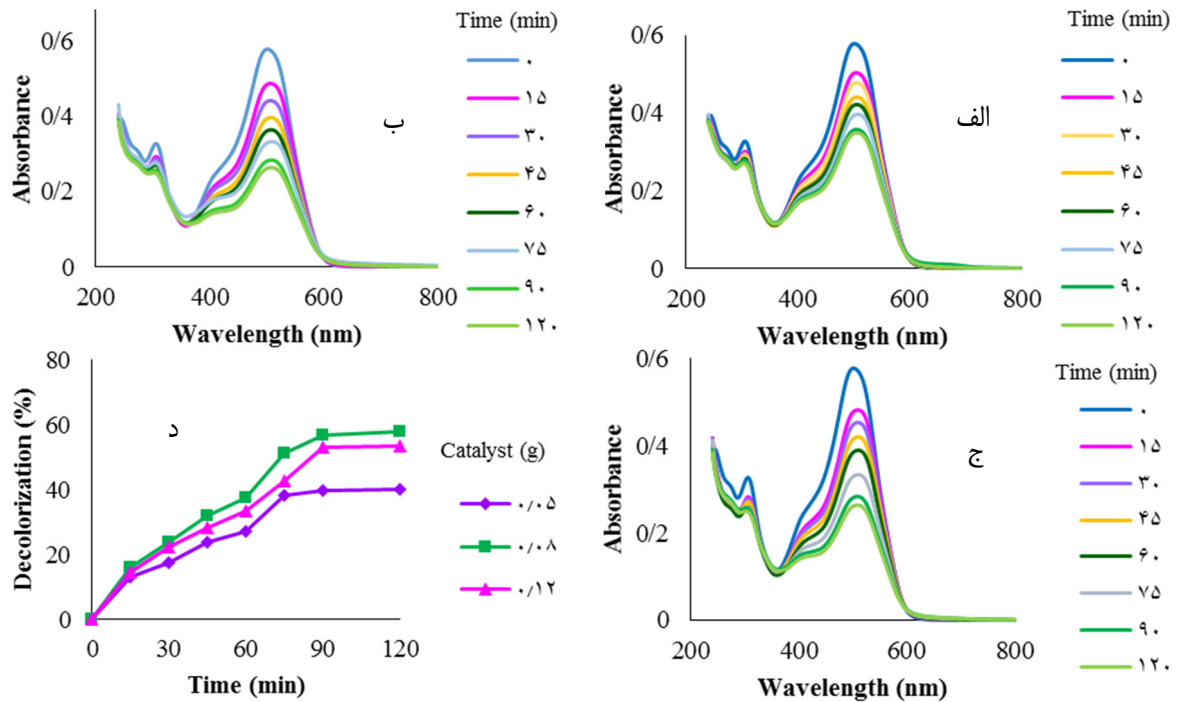 Time (min)
۰
۱۵
۳۰
۴۵
۶۰
۷۵
۹۰
۱۲۰
الف
Absorbance
0/6
0/4
0/2
0
200 400 600 800
Wavelength (nm)
Time (min)
۰
۱۵
۳۰
۴۵
۶۰
۷۵
۹۰
۱۲۰
ب
Absorbance
0/6
0/4
0/2
0
200 400 600 800
Wavelength (nm)
Time (min)
۰
۱۵
۳۰
۴۵
۶۰
۷۵
۹۰
۱۲۰
ج
Absorbance
0/6
0/4
0/2
0
200 400 600 800
Wavelength (nm)
د
Decolorization (%)
80
60
40
20
0
0 30 60 90 120
Time (min)
Catalyst (g)
۰/۰۵
۰/۰۸
۰/۱۲